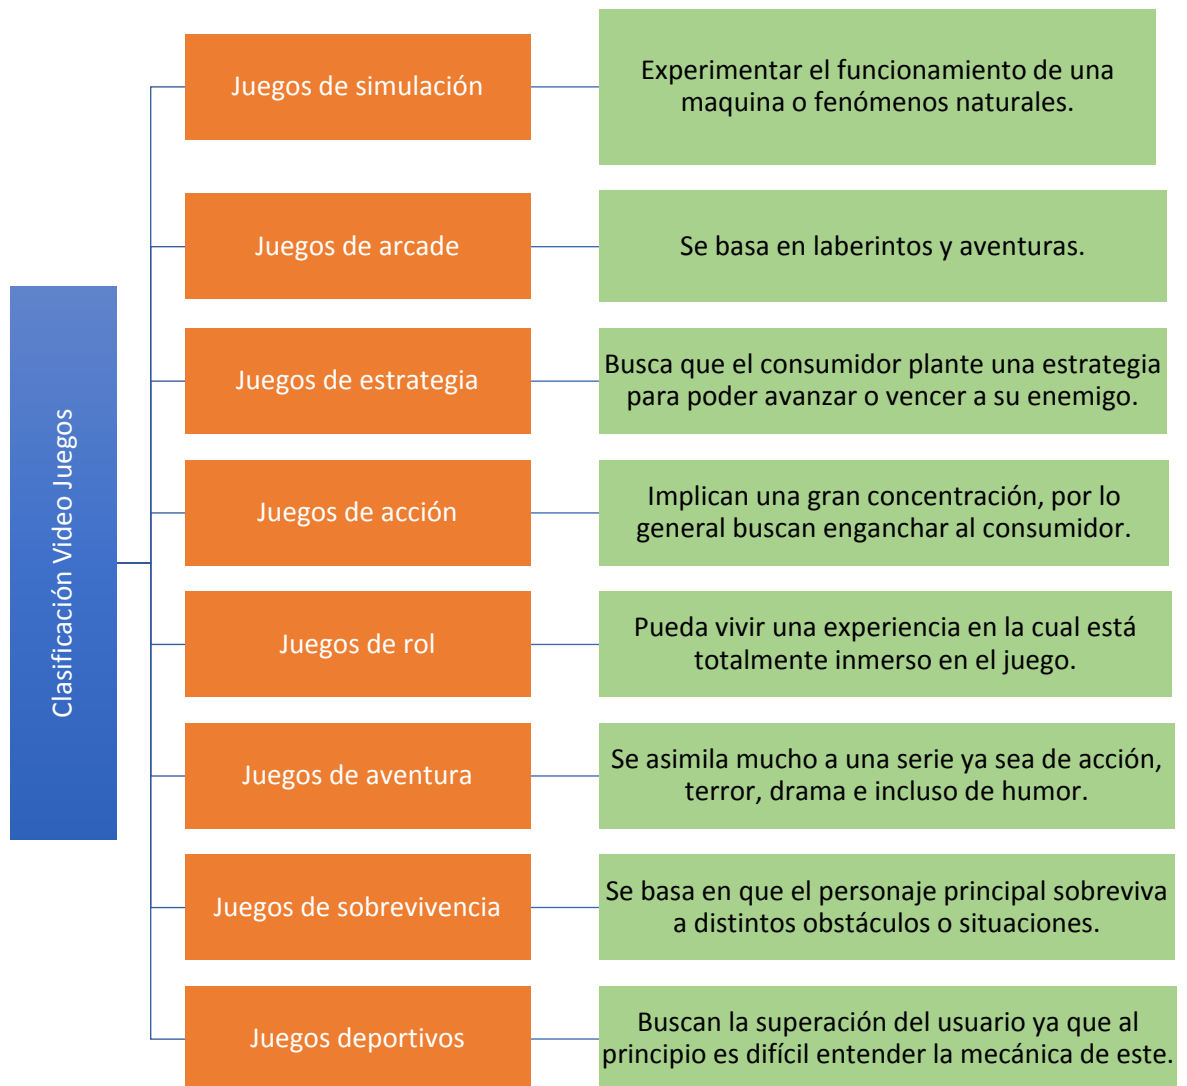 Clasificación Video Juegos
Juegos de simulación
Experimentar el funcionamiento de una
maquina o fenómenos naturales.
Juegos de arcade
Se basa en laberintos y aventuras.
Juegos de estrategia
Busca que el consumidor plante una estrategia
para poder avanzar o vencer a su enemigo.
Juegos de acción
Implican una gran concentración, por lo
general buscan enganchar al consumidor.
Juegos de rol
Pueda vivir una experiencia en la cual está
totalmente inmerso en el juego.
Juegos de aventura
Se asimila mucho a una serie ya sea de acción,
terror, drama e incluso de humor.
Juegos de sobrevivencia
Se basa en que el personaje principal sobreviva
a distintos obstáculos o situaciones.
Juegos deportivos
Buscan la superación del usuario ya que al
principio es difícil entender la mecánica de este.